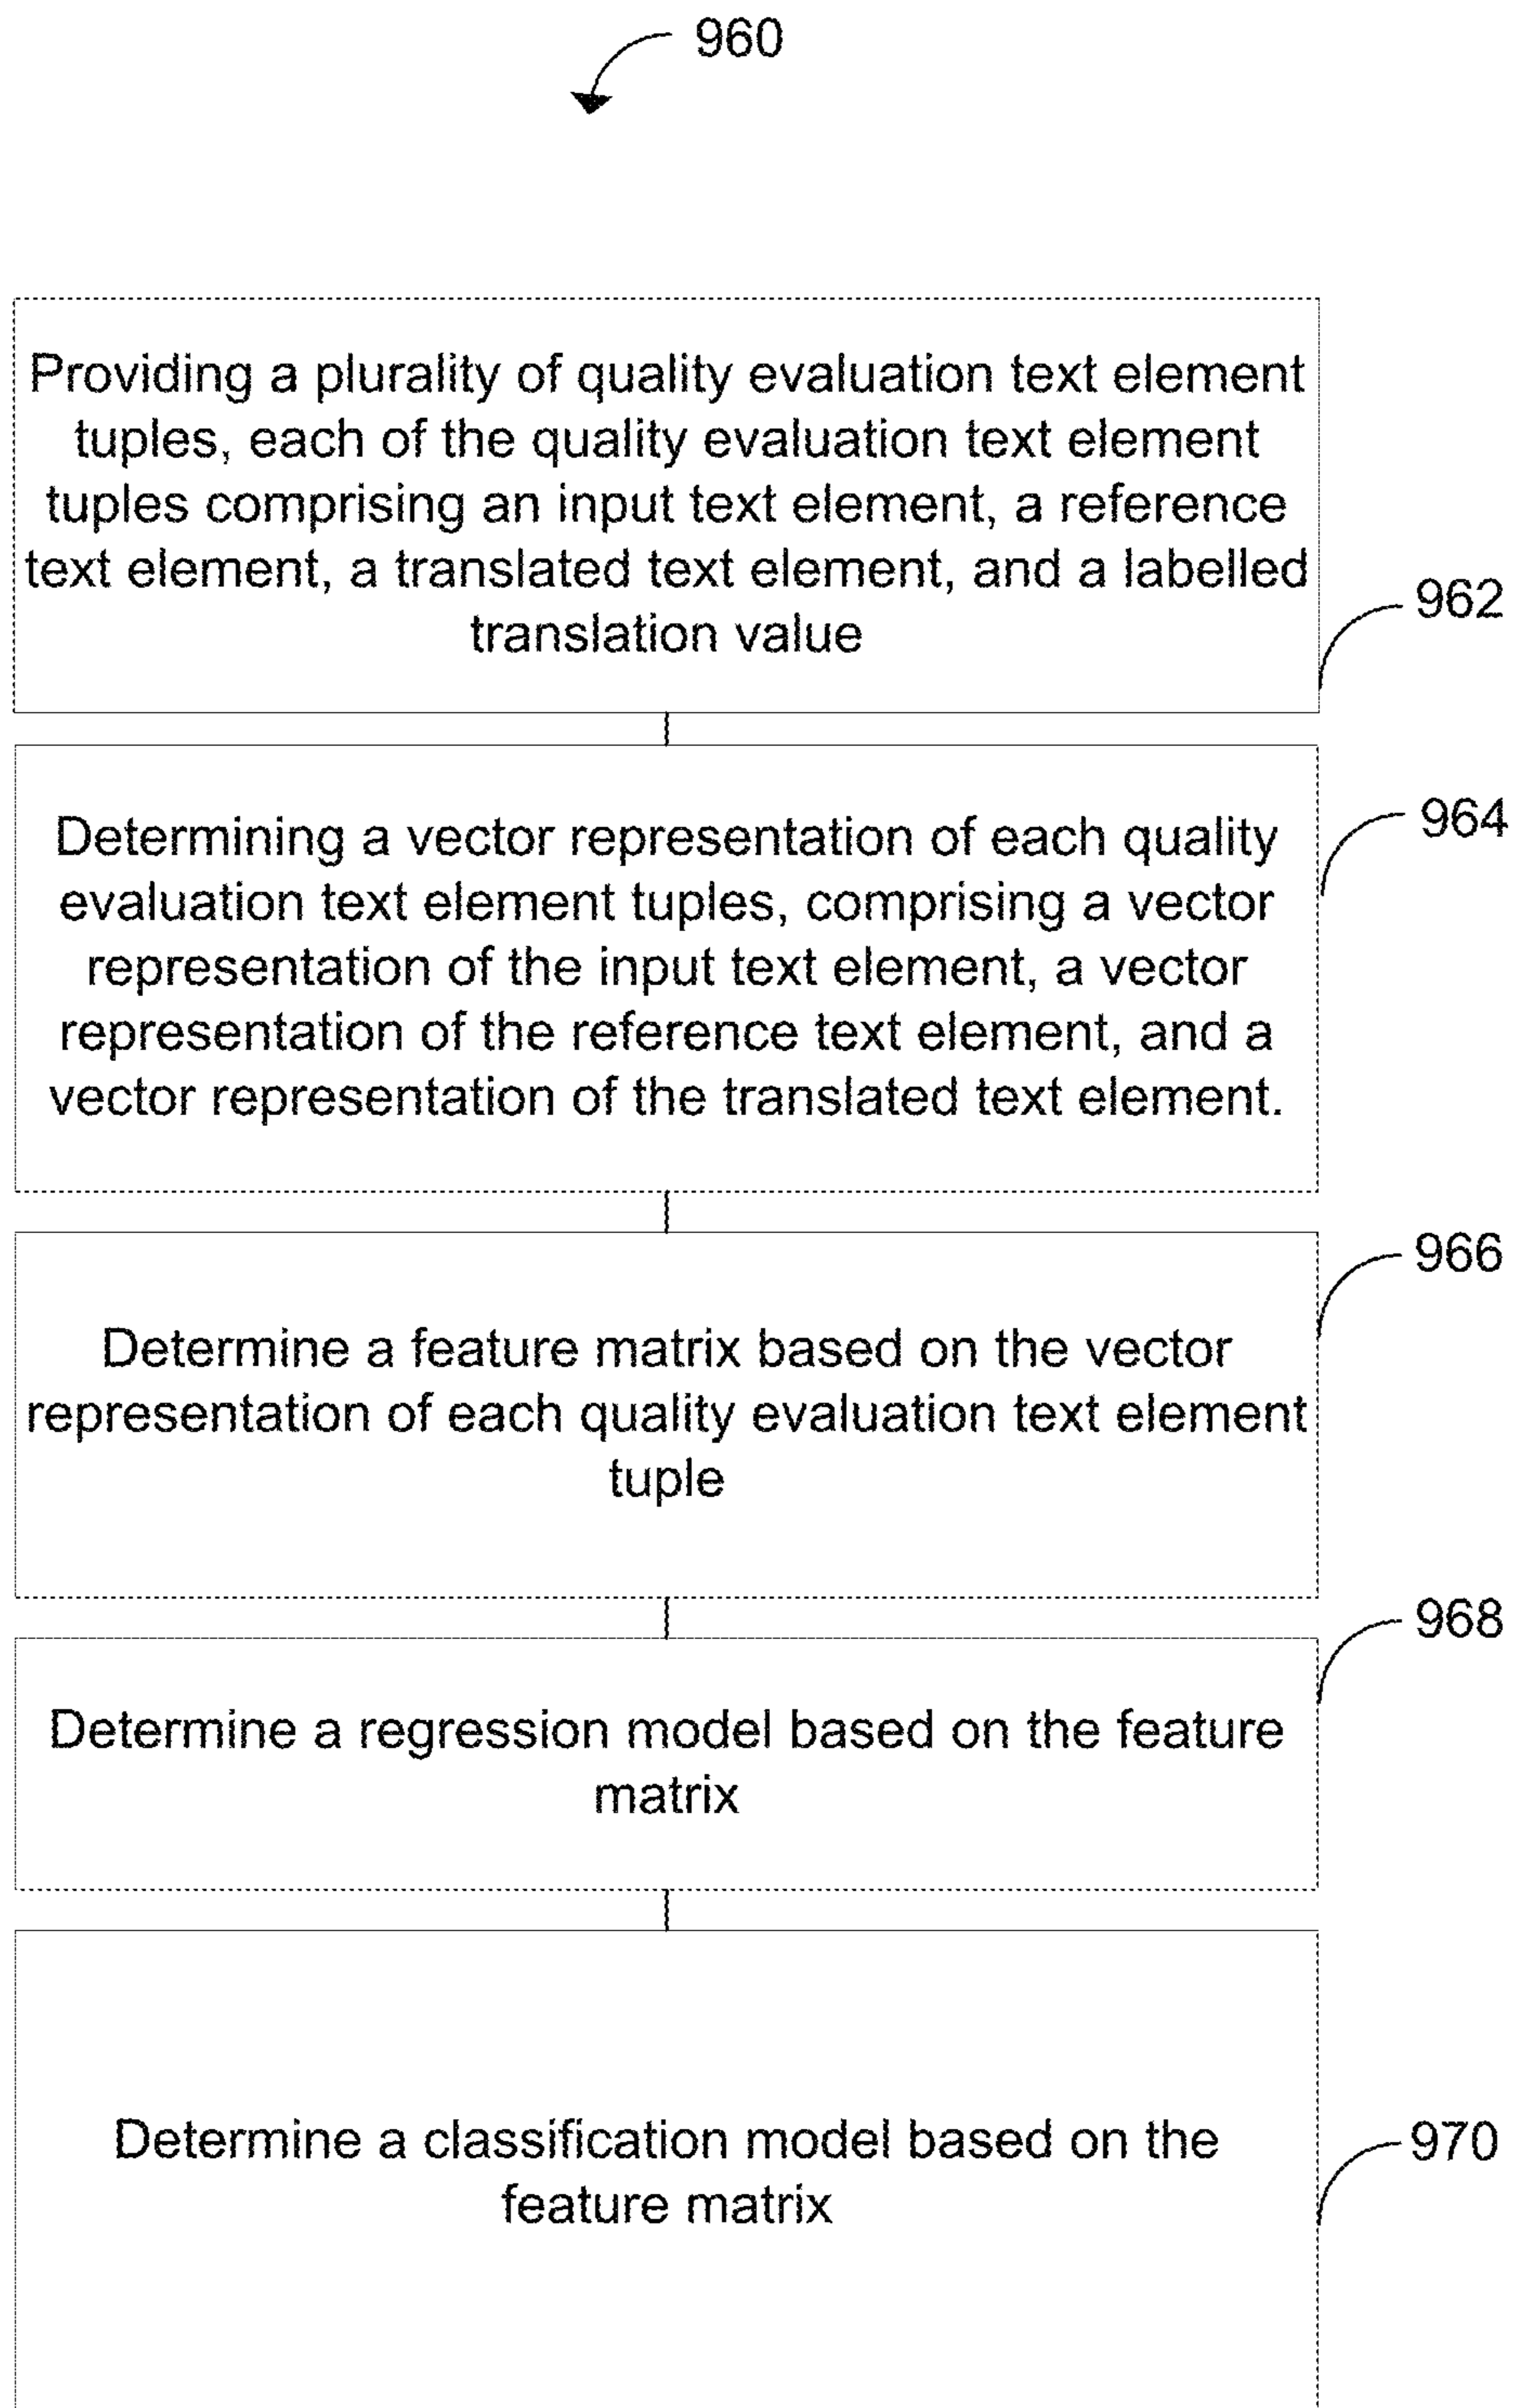 960
Providing a plurality of quality evaluation text element
tuples, each of the quality evaluation text element
tuples comprising an input text element, a reference
text element, a translated text element, and a labelled
translation value
962
Determining a vector representation of each quality
evaluation text element tuples, comprising a vector
representation of the input text element, a vector
representation of the reference text element, and a
vector representation of the translated text element.
964
Determine a feature matrix based on the vector
representation of each quality evaluation text element
tuple
966
Determine a regression model based on the feature
matrix
968
Determine a classification model based on the
feature matrix
970